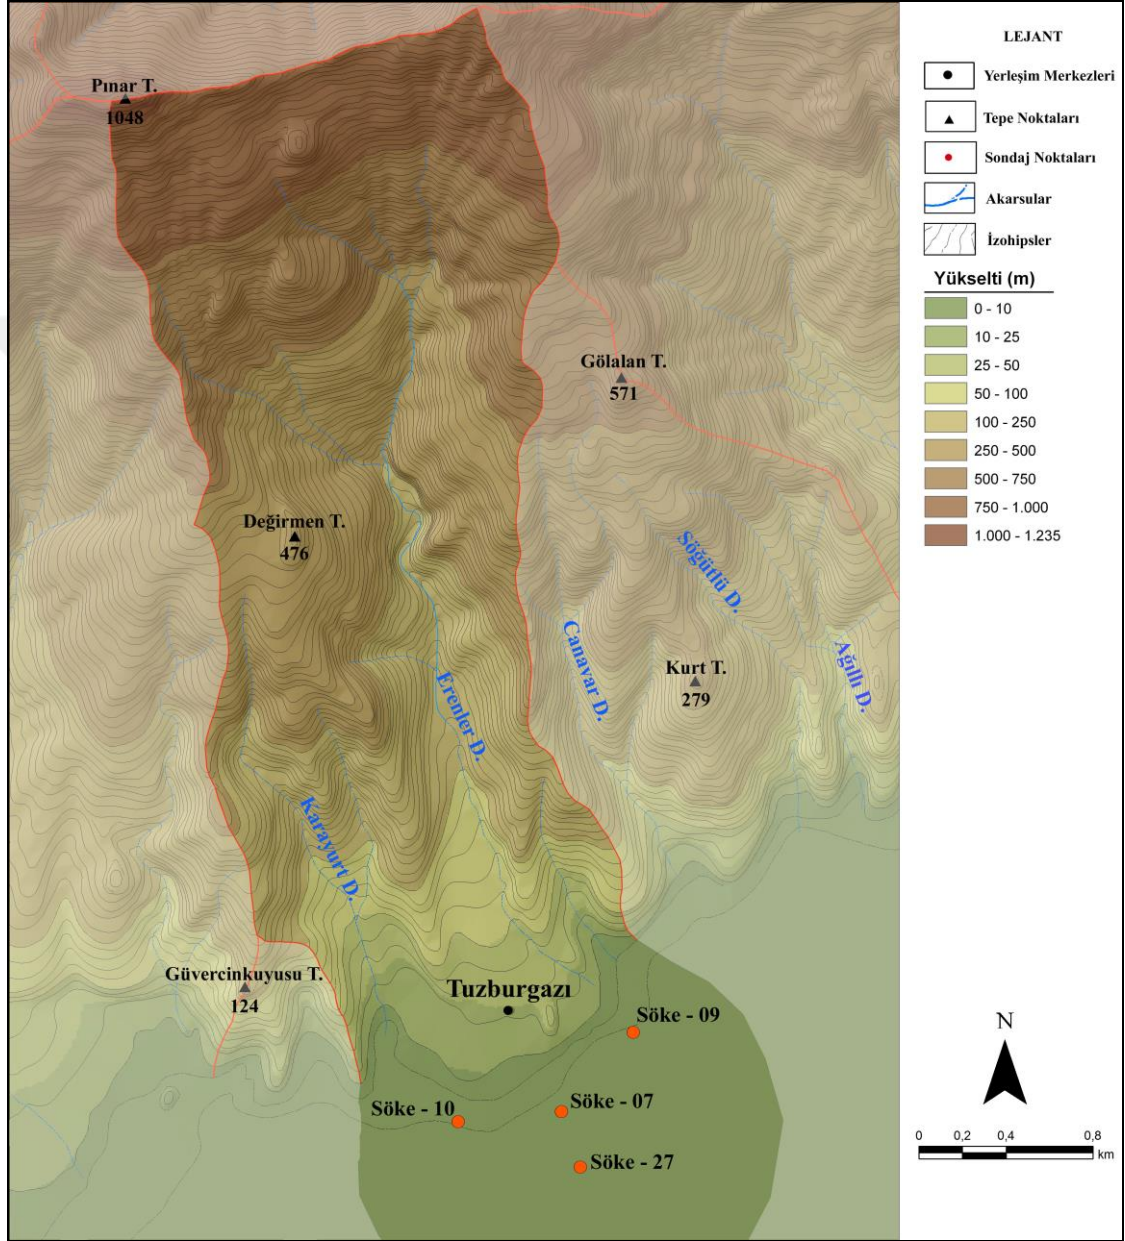 Pınar T.
1048
Gölalan T.
571
Değirmen T.
476
Söğütlü D.
Canavar D.
Ağıllı D.
Kurt T.
279
Erenler D.
Karayurt D.
Güvercinkuyusu T.
124
Tuzburgazı
Söke - 09
Söke - 10
Söke - 07
Söke - 27
LEJANT
Yerleşim Merkezleri
Tepe Noktaları
Sondaj Noktaları
Akarsular
İzohipsler
Yükselti (m)
0 - 10
10 - 25
25 - 50
50 - 100
100 - 250
250 - 500
500 - 750
750 - 1.000
1.000 - 1.235
N
0 0,2 0,4 0,8
km